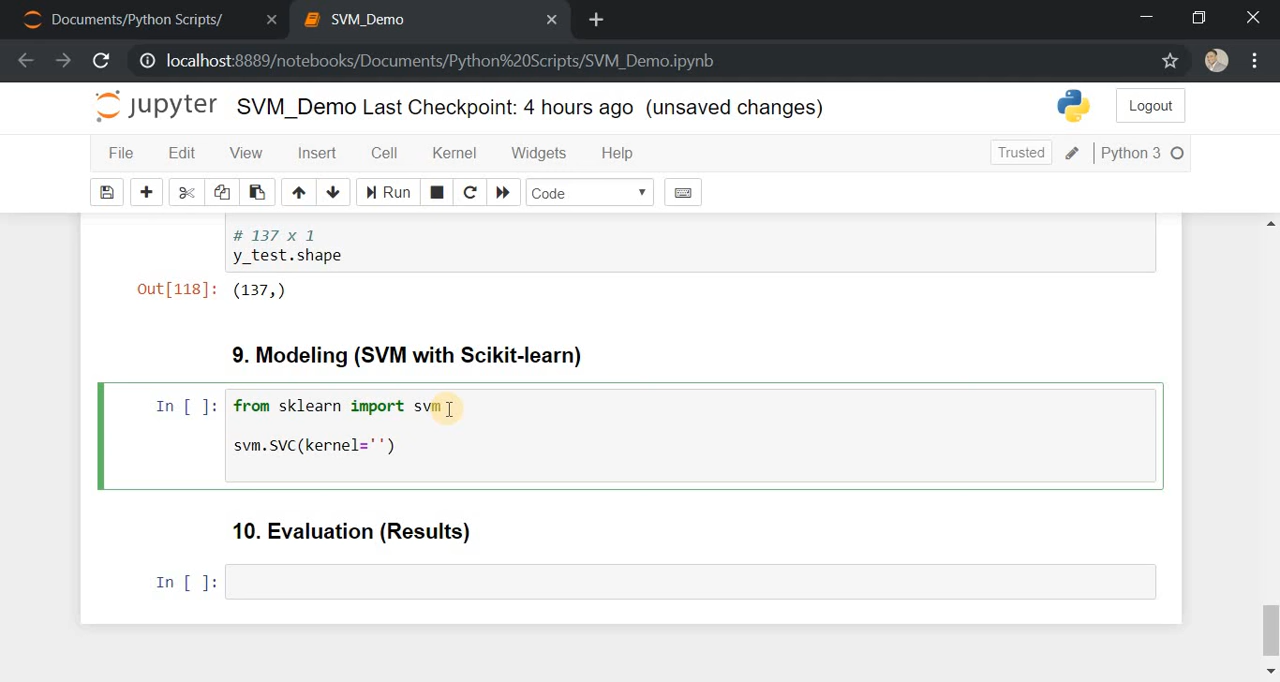 Documents/Python Scripts/
SVM_Demo
localhost:8889/notebooks/Documents/Python%20Scripts/SVM_Demo.ipynb
jupyter SVM_Demo Last Checkpoint: 4 hours ago (unsaved changes)
Logout
File Edit View Insert Cell Kernel Widgets Help
Trusted
Python 3
Run
Code
# 137 x 1
y_test.shape
Out[118]: (137,)
9. Modeling (SVM with Scikit-learn)
In [ ]: from sklearn import svm
svm.SVC(kernel='')
10. Evaluation (Results)
In [ ]: